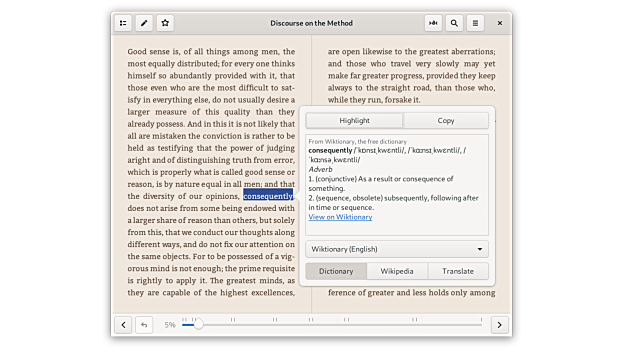 Discourse on the Method
Good sense is, of all things among men, the
most equally distributed; for every one thinks
himself so abundantly provided with it, that
those even who are the most difficult to sat-
isfy in everything else, do not usually desire a
larger measure of this quality than they
already possess. And in this it is not likely that
all are mistaken the conviction is rather to be
held as testifying that the power of judging
aright and of distinguishing truth from error,
which is properly what is called good sense or
reason, is by nature equal in all men; and that
the diversity of our opinions, consequently
does not arise from some being endowed with
a larger share of reason than others, but solely
from this, that we conduct our thoughts along
different ways, and do not fix our attention on
the same objects. For to be possessed of a vig-
orous mind is not enough; the prime requisite
is rightly to apply it. The greatest minds, as
they are capable of the highest excellences,
are open likewise to the greatest aberrations;
and those who travel very slowly may yet
make far greater progress, provided they keep
always to the straight road, than those who,
while they run, forsake it.
Highlight Copy
From Wiktionary, the free dictionary
consequently /ˈkɒnsɪˌkwɛntli/, /ˈkɑnsɪˌkwɛntli/, /
ˈkɑnsəˌkwɛntli/
Adverb
1. (conjunctive) As a result or consequence of
something.
2. (sequence, obsolete) subsequently, following after
in time or sequence.
View on Wiktionary
Wiktionary (English)
Dictionary Wikipedia Translate
ference of greater and less holds only among
5%